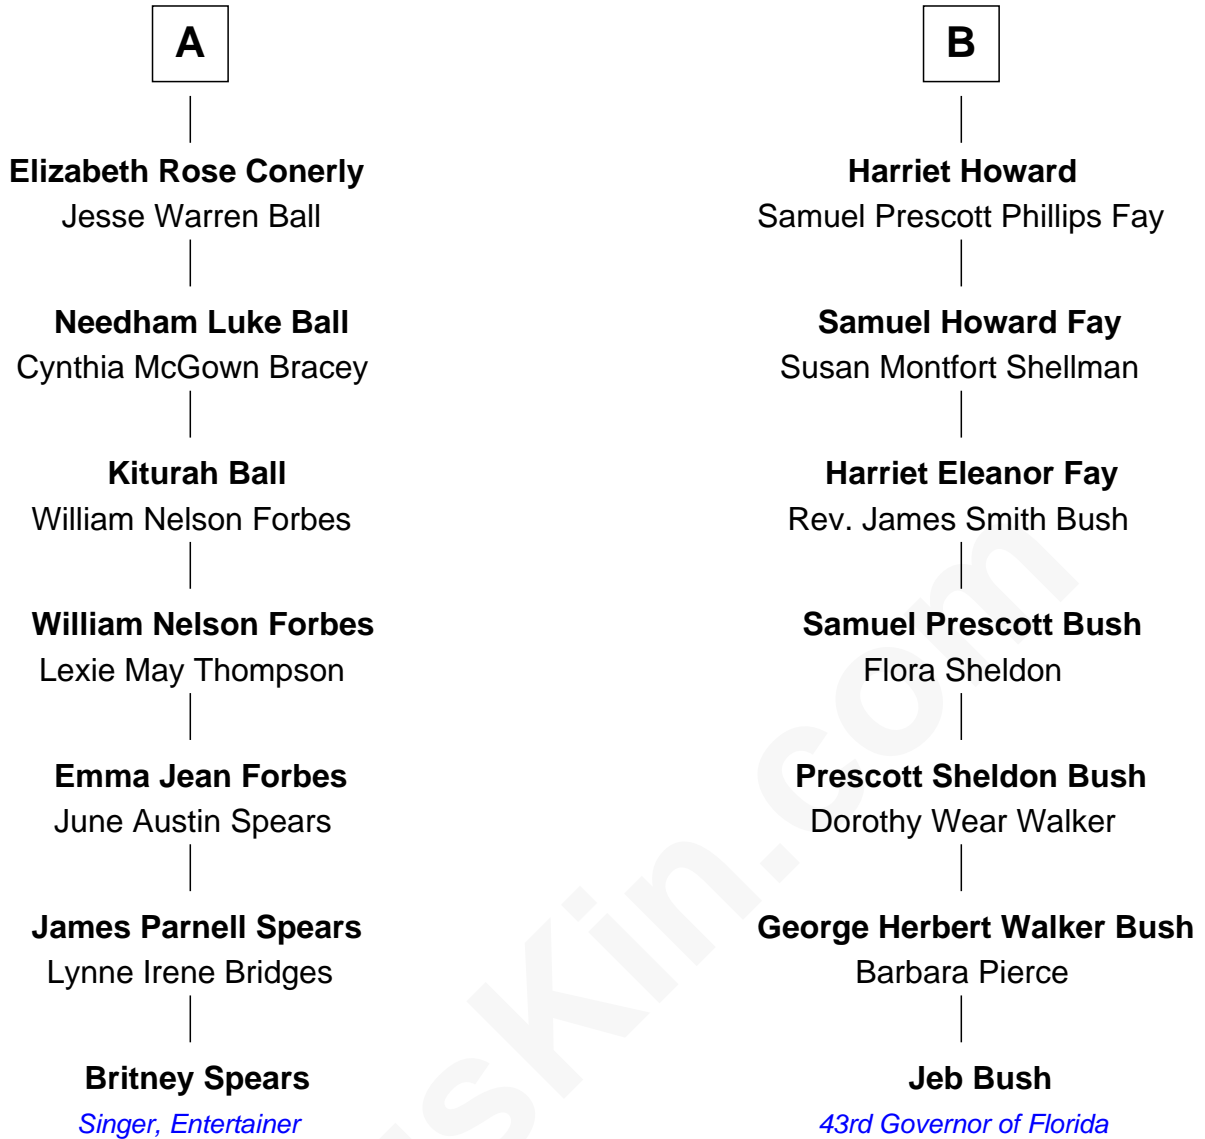 A
Elizabeth Rose Conerly
Jesse Warren Ball
Needham Luke Ball
Cynthia McGown Bracey
Kiturah Ball
William Nelson Forbes
William Nelson Forbes
Lexie May Thompson
Emma Jean Forbes
June Austin Spears
James Parnell Spears
Lynne Irene Bridges
Britney Spears
Singer, Entertainer
B
Harriet Howard
Samuel Prescott Phillips Fay
Samuel Howard Fay
Susan Montfort Shellman
Harriet Eleanor Fay
Rev. James Smith Bush
Samuel Prescott Bush
Flora Sheldon
Prescott Sheldon Bush
Dorothy Wear Walker
George Herbert Walker Bush
Barbara Pierce
Jeb Bush
43rd Governor of Florida